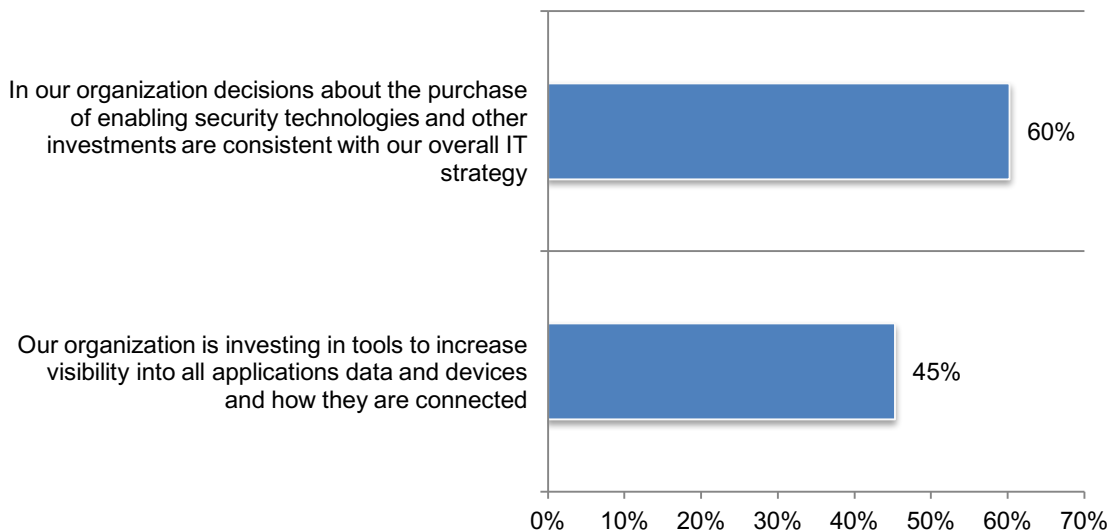 In our organization decisions about the purchase
of enabling security technologies and other
investments are consistent with our overall IT
strategy
60%
Our organization is investing in tools to increase
visibility into all applications data and devices
and how they are connected
45%
0% 10% 20% 30% 40% 50% 60% 70%